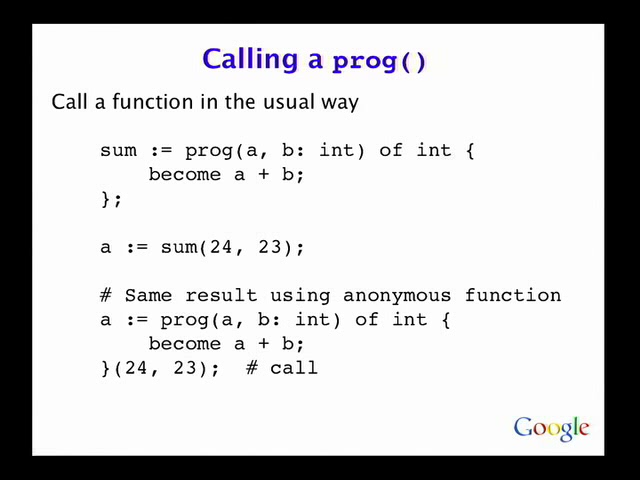 Calling a prog()
Call a function in the usual way
sum := prog(a, b: int) of int {
    become a + b;
};
a := sum(24, 23);
# Same result using anonymous function
a := prog(a, b: int) of int {
    become a + b;
}(24, 23);  # call
Google